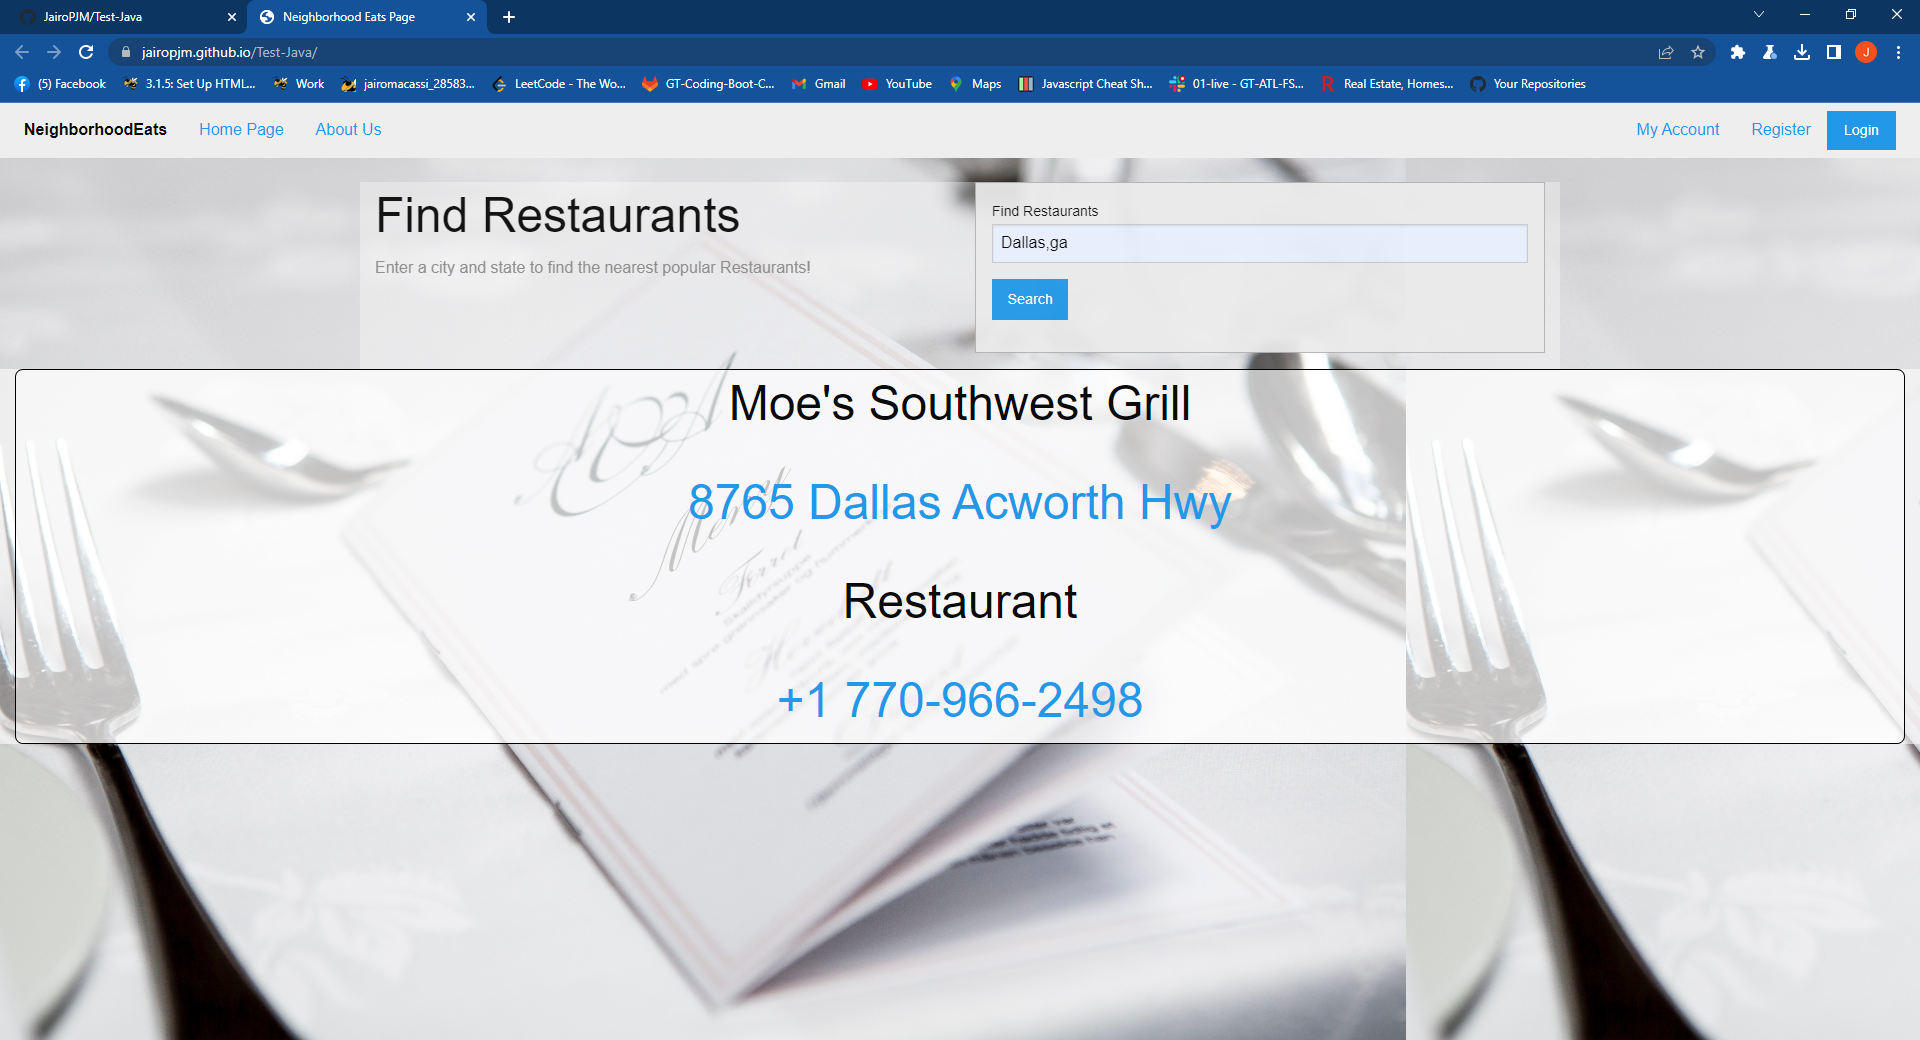 JairoPJM/Test-Java
Neighborhood Eats Page
jairopjm.github.io/Test-Java/
J
(5) Facebook
3.1.5: Set Up HTML...
Work
jairomacassi_28583...
LeetCode - The Wo...
GT-Coding-Boot-C...
Gmail
YouTube
Maps
Javascript Cheat Sh...
01-live - GT-ATL-FS...
R
Real Estate, Homes...
Your Repositories
NeighborhoodEats
Home Page
About Us
My Account
Register
Login
Find Restaurants
Enter a city and state to find the nearest popular Restaurants!
Find Restaurants
Dallas,ga
Search
Moe's Southwest Grill
8765 Dallas Acworth Hwy
Restaurant
+1 770-966-2498